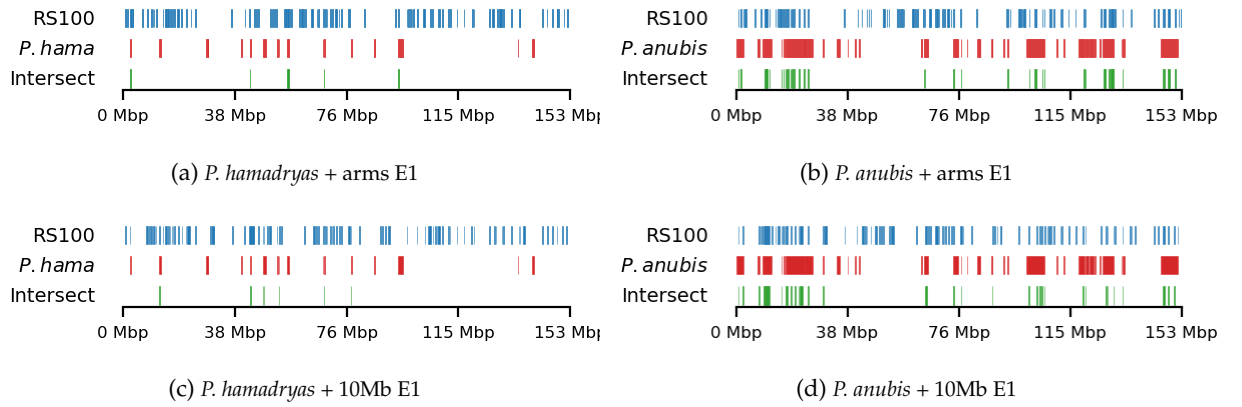 RS100
P. hama
Intersect
0 Mbp 38 Mbp 76 Mbp 115 Mbp 153 Mbp
(a) P. hamadryas + arms E1
RS100
P. anubis
Intersect
0 Mbp 38 Mbp 76 Mbp 115 Mbp 153 Mbp
(b) P. anubis + arms E1
RS100
P. hama
Intersect
0 Mbp 38 Mbp 76 Mbp 115 Mbp 153 Mbp
(c) P. hamadryas + 10Mb E1
RS100
P. anubis
Intersect
0 Mbp 38 Mbp 76 Mbp 115 Mbp 153 Mbp
(d) P. anubis + 10Mb E1